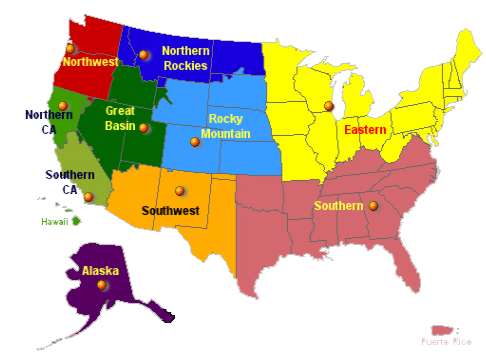 Northwest
Northern
Rockies
Northern
CA
Great
Basin
Rocky
Mountain
Eastern
Southern
CA
Southwest
Southern
Hawaii
Alaska
Puerto Rico